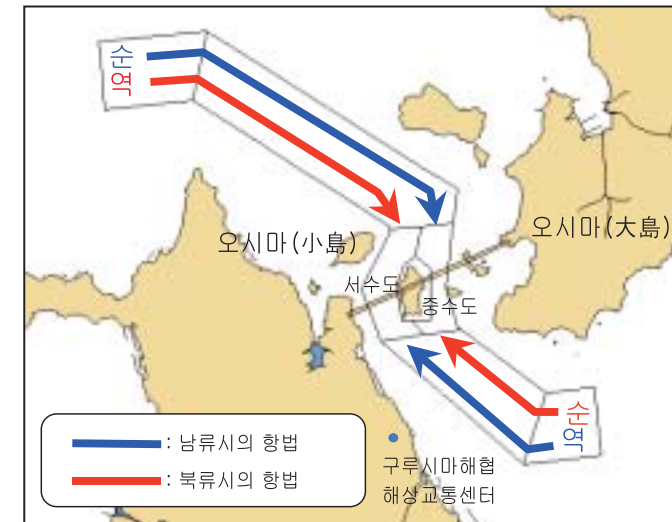 순
역
오시마(小島)
오시마(大島)
서수도
중수도
순
역
: 남류시의 항법
: 북류시의 항법
구루시마해협
해상교통센터